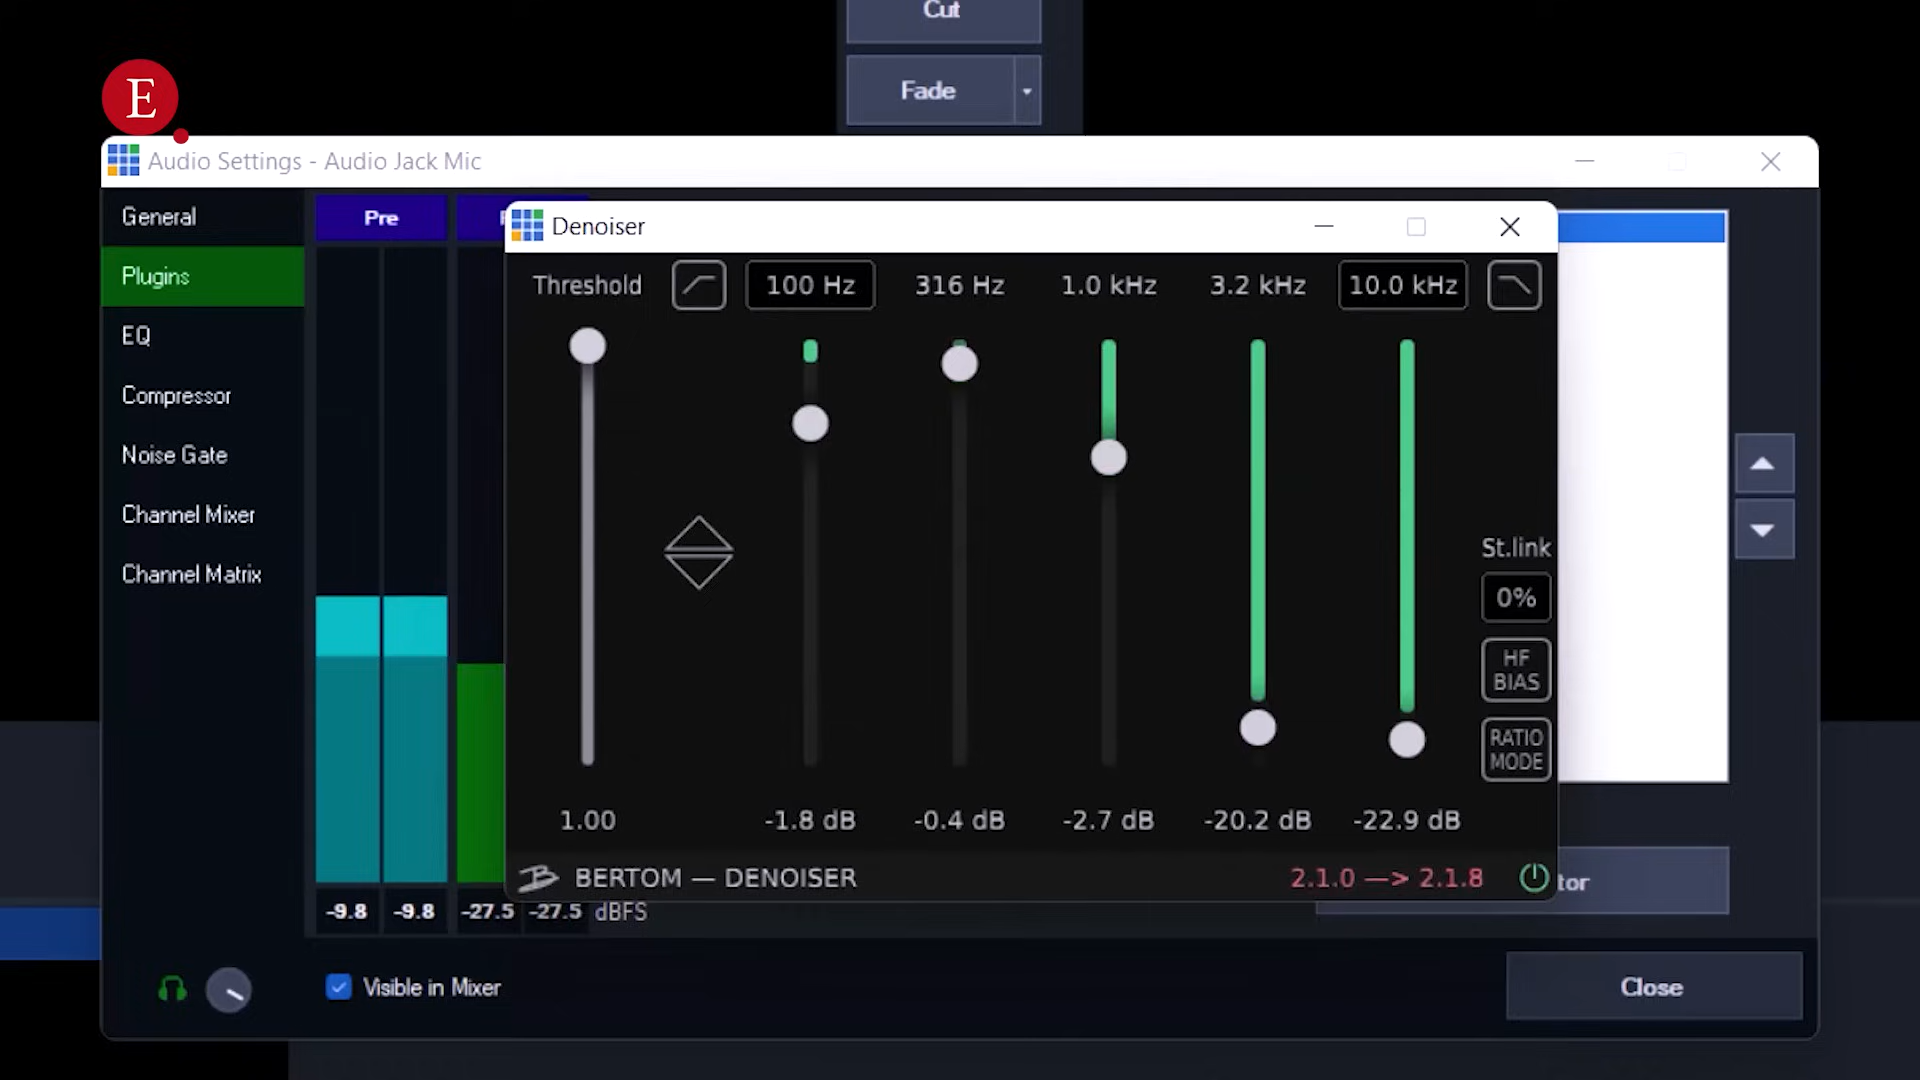 Cut
Fade
E
Audio Settings - Audio Jack Mic
General
Pre
Denoiser
Plugins
Threshold 100 Hz 316 Hz 1.0 kHz 3.2 kHz 10.0 kHz
EQ
Compressor
Noise Gate
Channel Mixer
Channel Matrix
St.link
0%
HF
BIAS
RATIO
MODE
1.00 -1.8 dB -0.4 dB -2.7 dB -20.2 dB -22.9 dB
BERTOM — DENOISER 2.1.0 —> 2.1.8
-9.8 -9.8 -27.5 -27.5 dBFS
Visible in Mixer
Close